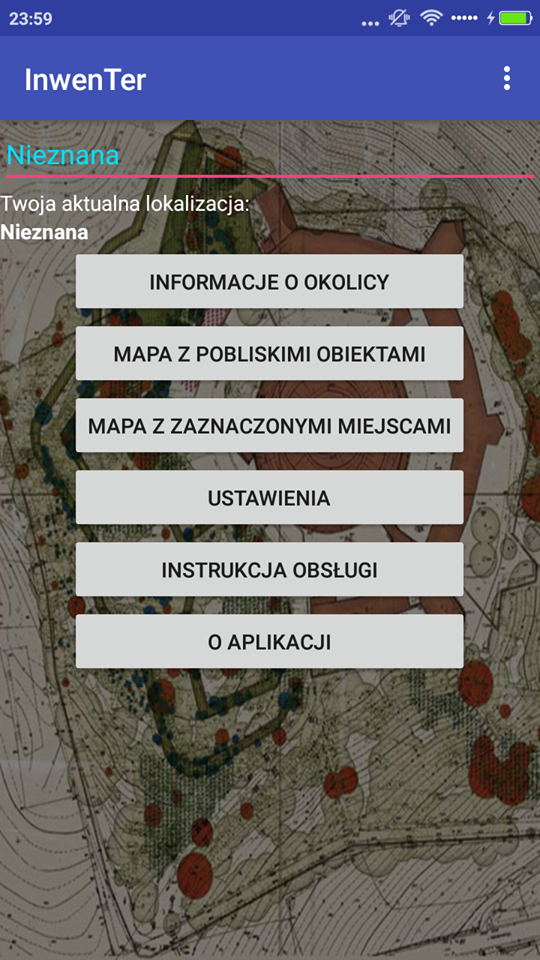 23:59
InwenTer
Nieznana
Twoja aktualna lokalizacja:
Nieznana
INFORMACJE O OKOLICY
MAPA Z POBLISKIMI OBIEKTAMI
MAPA Z ZAZNACZONYMI MIEJSCAMI
USTAWIENIA
INSTRUKCJA OBSŁUGI
O APLIKACJI